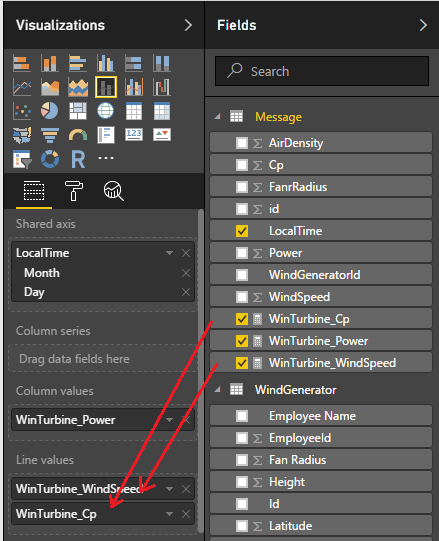 Visualizations
R
123
Shared axis
LocalTime
Month
Day
Column series
Drag data fields here
Column values
WinTurbine_Power
Line values
WinTurbine_WindSpeed
WinTurbine_Cp
Fields
Search
Message
AirDensity
Cp
FanrRadius
id
LocalTime
Power
WindGeneratorId
WindSpeed
WinTurbine_Cp
WinTurbine_Power
WinTurbine_WindSpeed
WindGenerator
Employee Name
EmployeeId
Fan Radius
Height
Id
Latitude